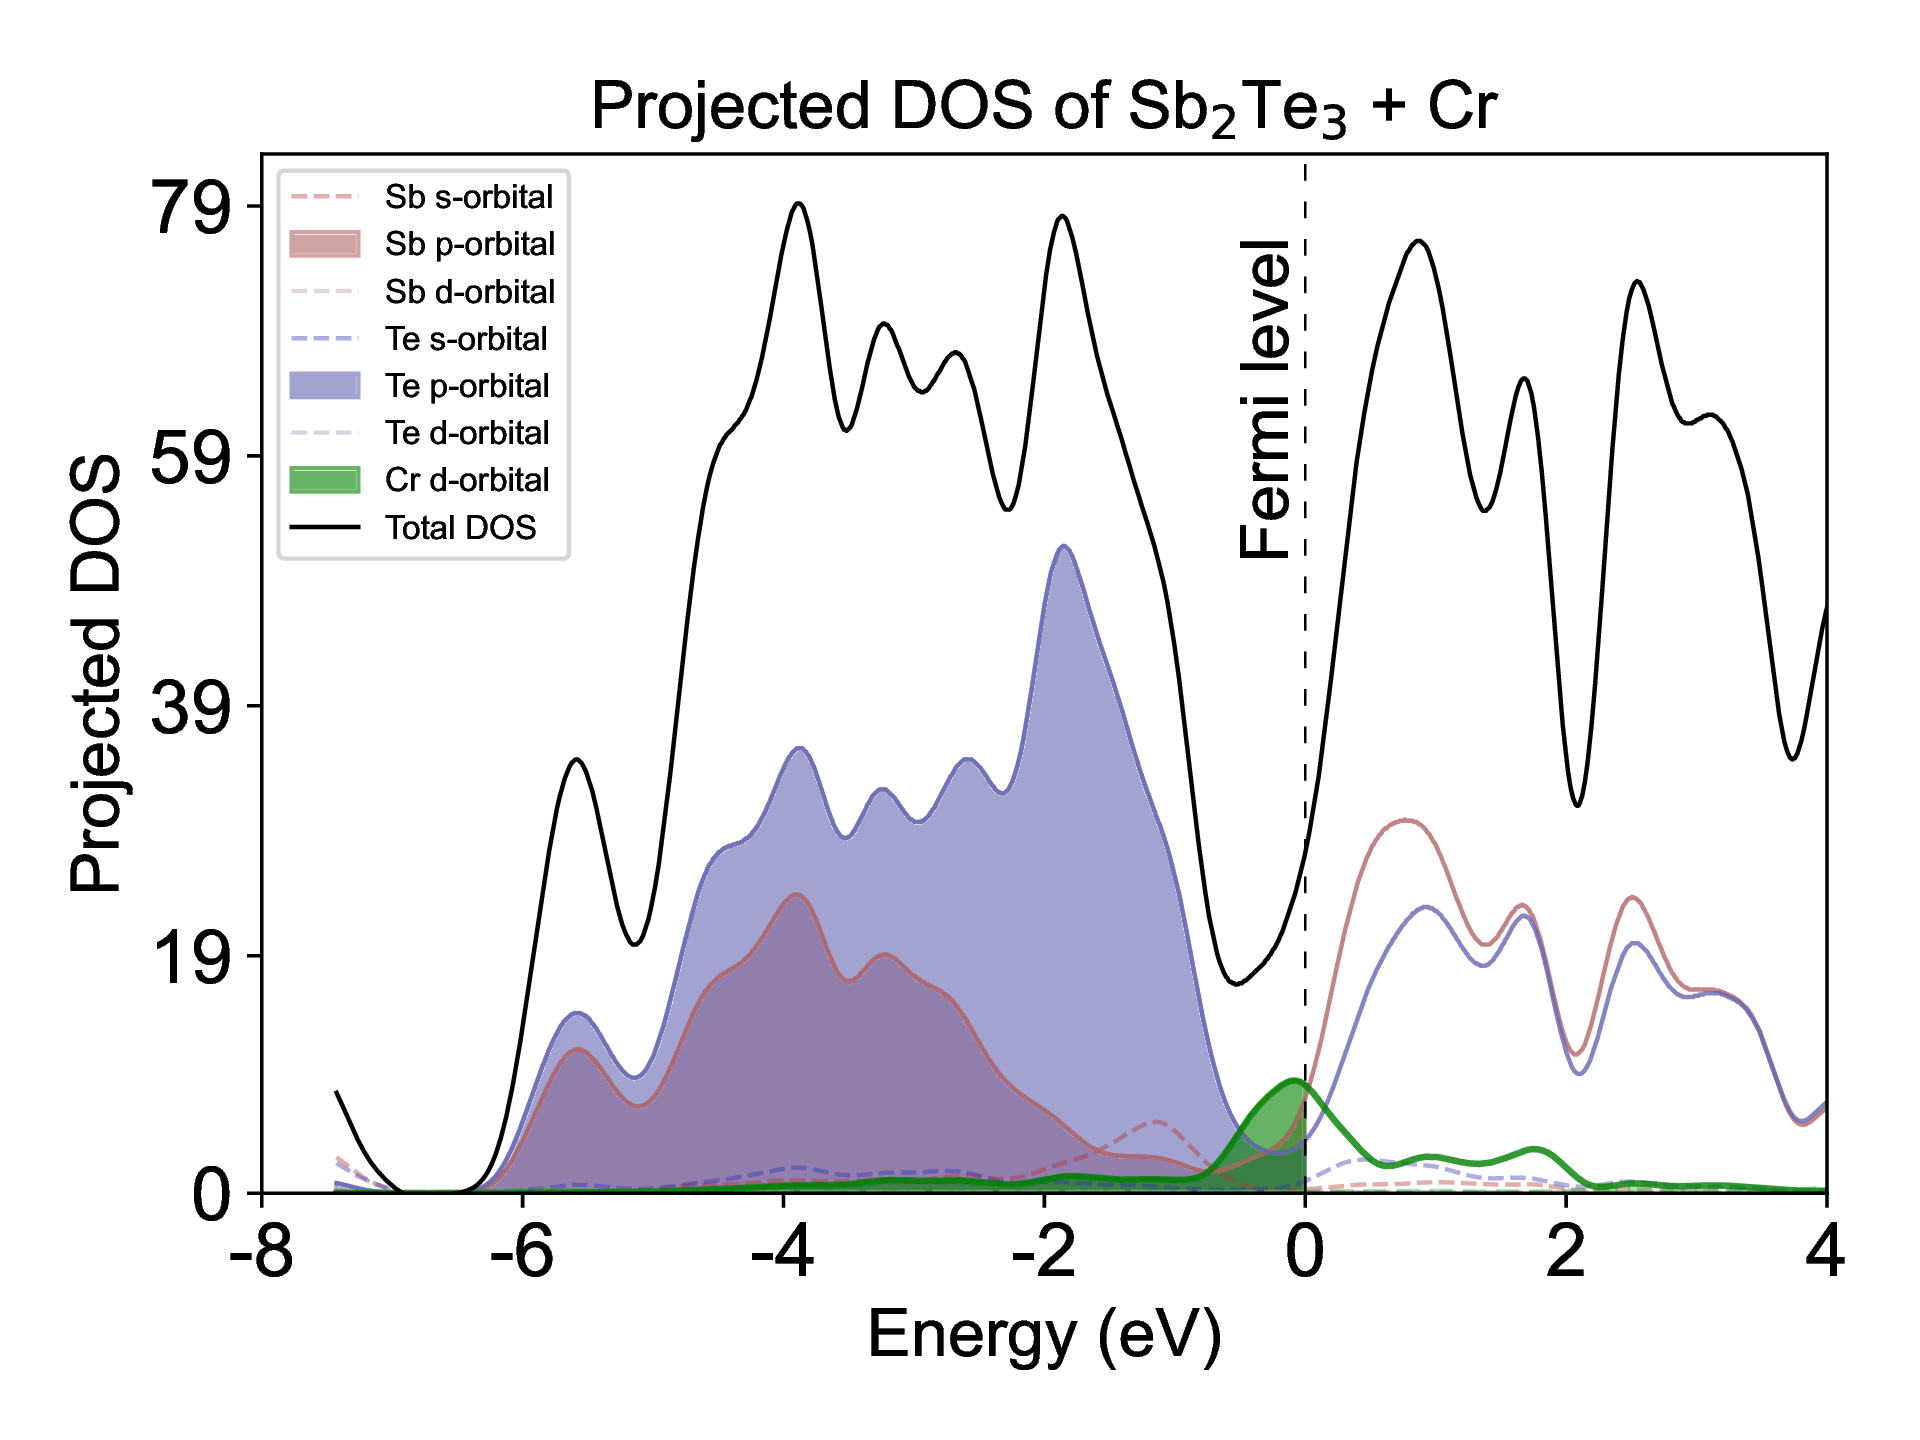 Projected DOS of Sb₂Te₃ + Cr
Sb s-orbital
Sb p-orbital
Sb d-orbital
Te s-orbital
Te p-orbital
Te d-orbital
Cr d-orbital
Total DOS
Fermi level
Projected DOS
79
59
39
19
0
-8 -6 -4 -2 0 2 4
Energy (eV)